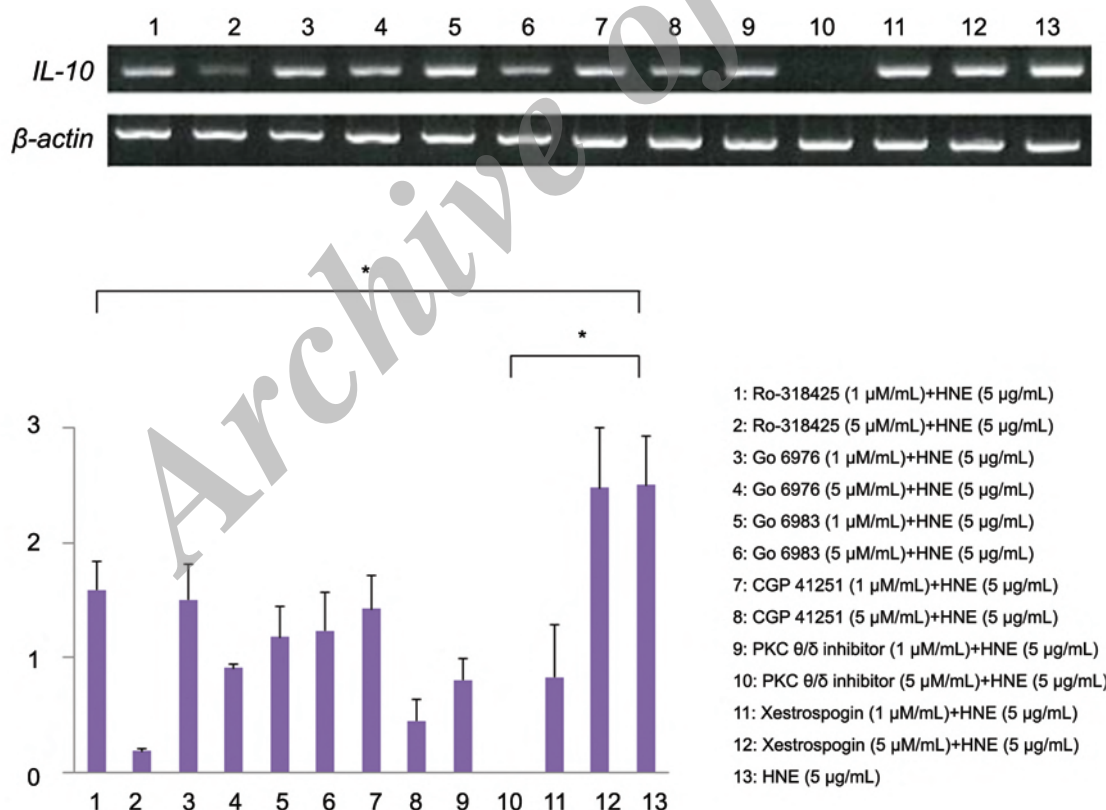 1 2 3 4 5 6 7 8 9 10 11 12 13
IL-10
β-actin
Archive of
*
*
3
2
1
0
1 2 3 4 5 6 7 8 9 10 11 12 13
1: Ro-318425 (1 µM/mL)+HNE (5 µg/mL)
2: Ro-318425 (5 µM/mL)+HNE (5 µg/mL)
3: Go 6976 (1 µM/mL)+HNE (5 µg/mL)
4: Go 6976 (5 µM/mL)+HNE (5 µg/mL)
5: Go 6983 (1 µM/mL)+HNE (5 µg/mL)
6: Go 6983 (5 µM/mL)+HNE (5 µg/mL)
7: CGP 41251 (1 µM/mL)+HNE (5 µg/mL)
8: CGP 41251 (5 µM/mL)+HNE (5 µg/mL)
9: PKC θ/δ inhibitor (1 µM/mL)+HNE (5 µg/mL)
10: PKC θ/δ inhibitor (5 µM/mL)+HNE (5 µg/mL)
11: Xestrospogin (1 µM/mL)+HNE (5 µg/mL)
12: Xestrospogin (5 µM/mL)+HNE (5 µg/mL)
13: HNE (5 µg/mL)